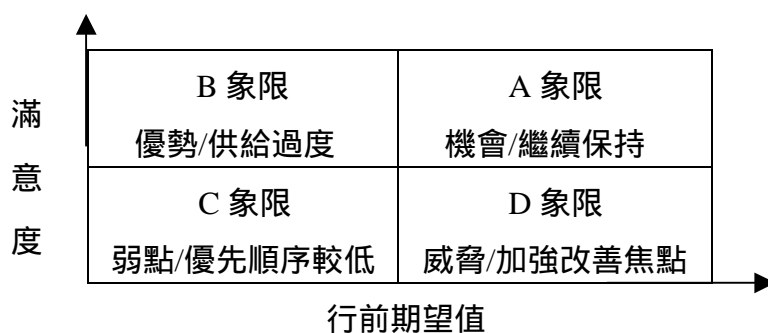 滿意度
B 象限
優勢/供給過度
A 象限
機會/繼續保持
C 象限
弱點/優先順序較低
D 象限
威脅/加強改善焦點
行前期望值